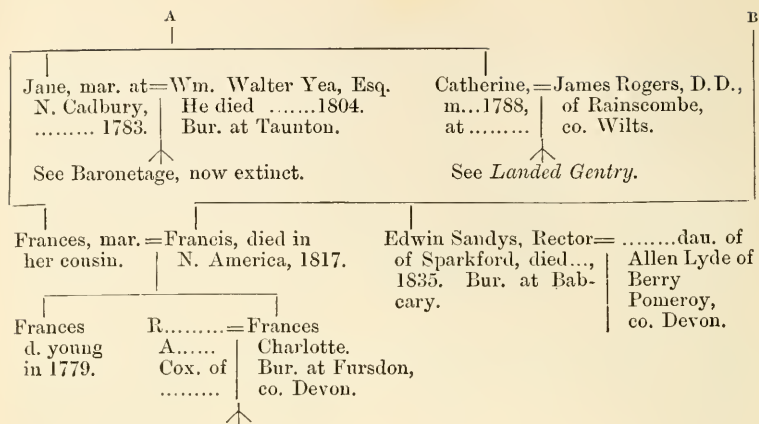 A
B
Jane, mar. at=Wm. Walter Yea, Esq.
N. Cadbury, He died .......1804.
......... 1783. Bur. at Taunton.
See Baronetage, now extinct.
Catherine,=James Rogers, D.D.,
m...1788, of Rainscombe,
at ......... co. Wilts.
See Landed Gentry.
Frances, mar.=Francis, died in
her cousin. N. America, 1817.
Edwin Sandys, Rector= ........dau. of
of Sparkford, died..., Allen Lyde of
1835. Bur. at Bab- Berry
cary. Pomeroy,
co. Devon.
Frances
d. young
in 1779.
R.........=Frances
A...... Charlotte.
Cox. of Bur. at Fursdon,
......... co. Devon.